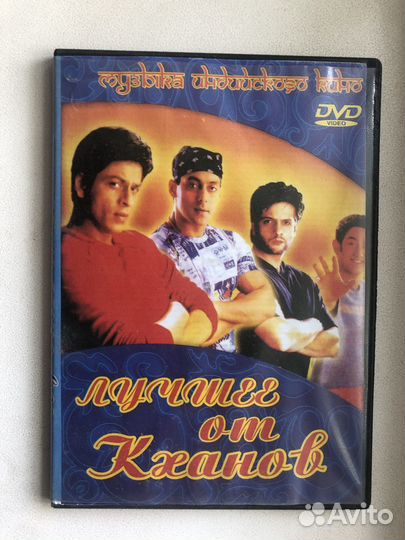 музыка индийского кино
DVD
VIDEO
лучшее
от
Кханов
Avito